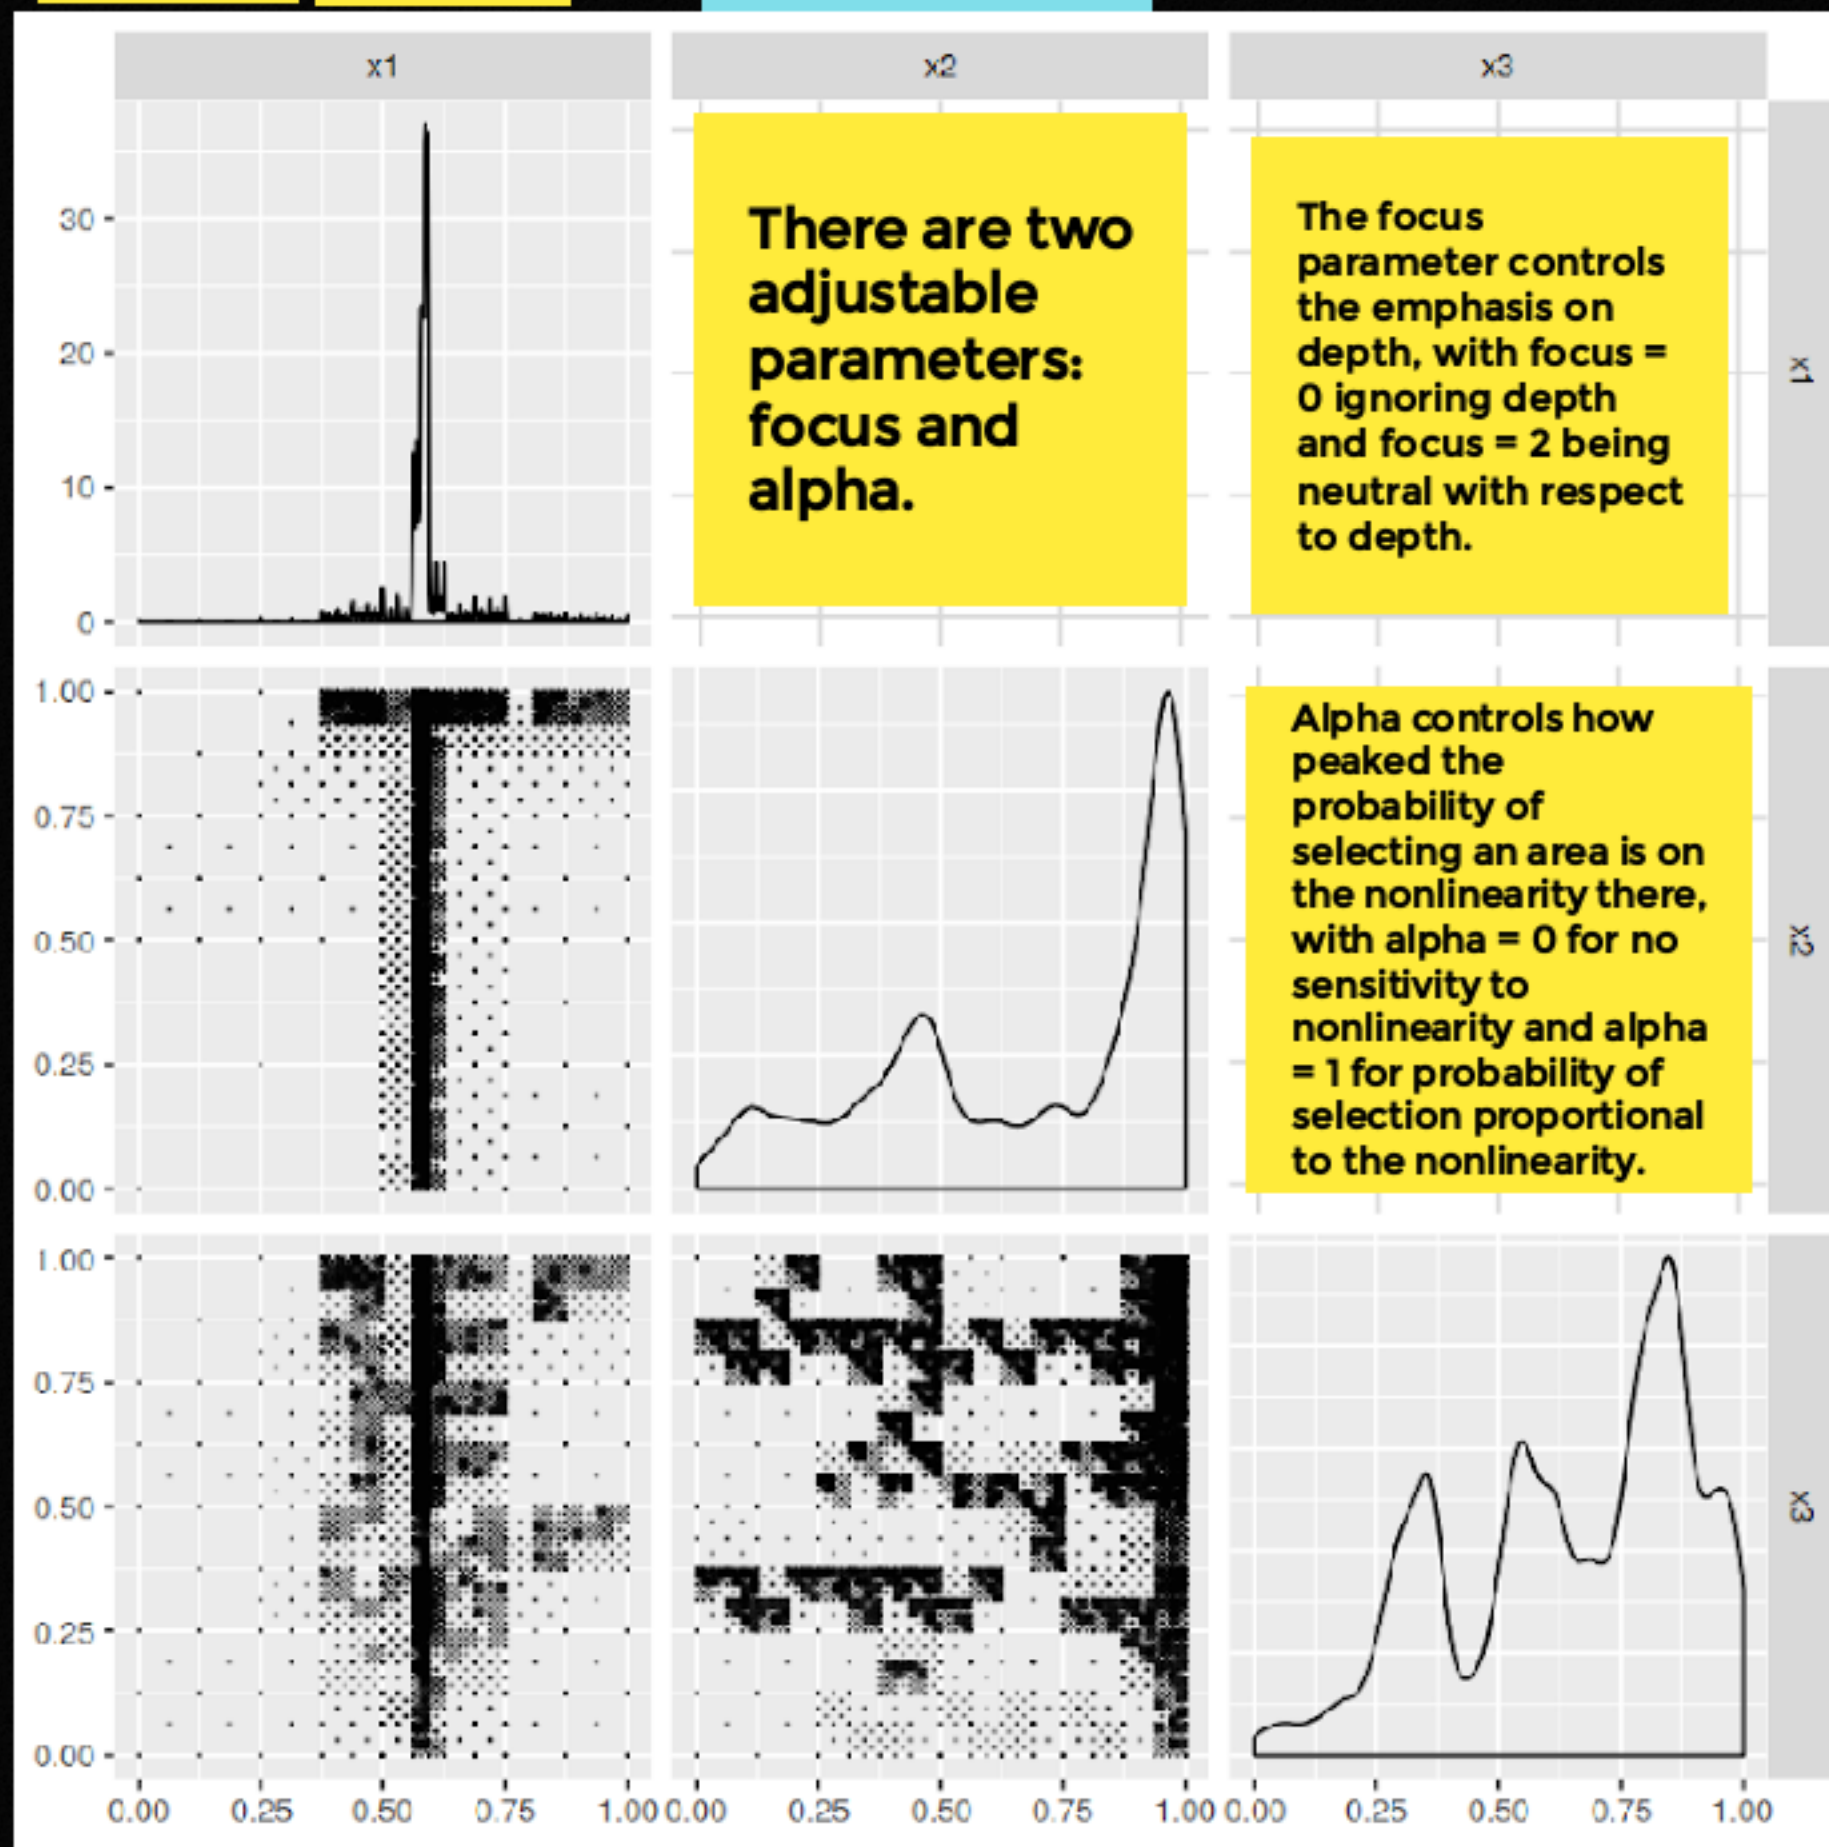 x1
x2
x3
30
20
10
0
There are two
adjustable
parameters:
focus and
alpha.
The focus
parameter controls
the emphasis on
depth, with focus =
0 ignoring depth
and focus = 2 being
neutral with respect
to depth.
x1
1.00
0.75
0.50
0.25
0.00
Alpha controls how
peaked the
probability of
selecting an area is on
the nonlinearity there,
with alpha = 0 for no
sensitivity to
nonlinearity and alpha
= 1 for probability of
selection proportional
to the nonlinearity.
x2
1.00
0.75
0.50
0.25
0.00
x3
0.00 0.25 0.50 0.75 1.00
0.00 0.25 0.50 0.75 1.00
0.00 0.25 0.50 0.75 1.00